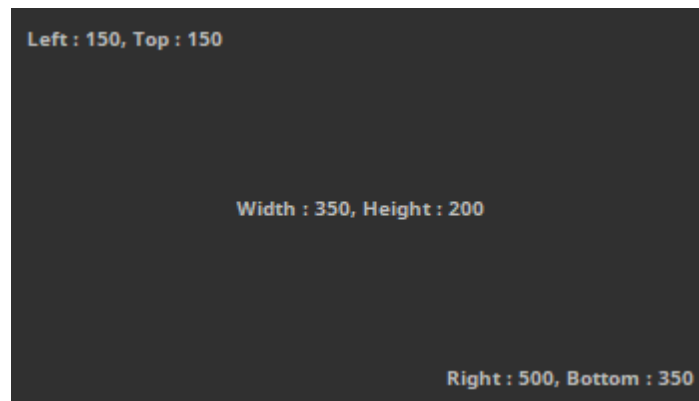 Left : 150, Top : 150
Width : 350, Height : 200
Right : 500, Bottom : 350